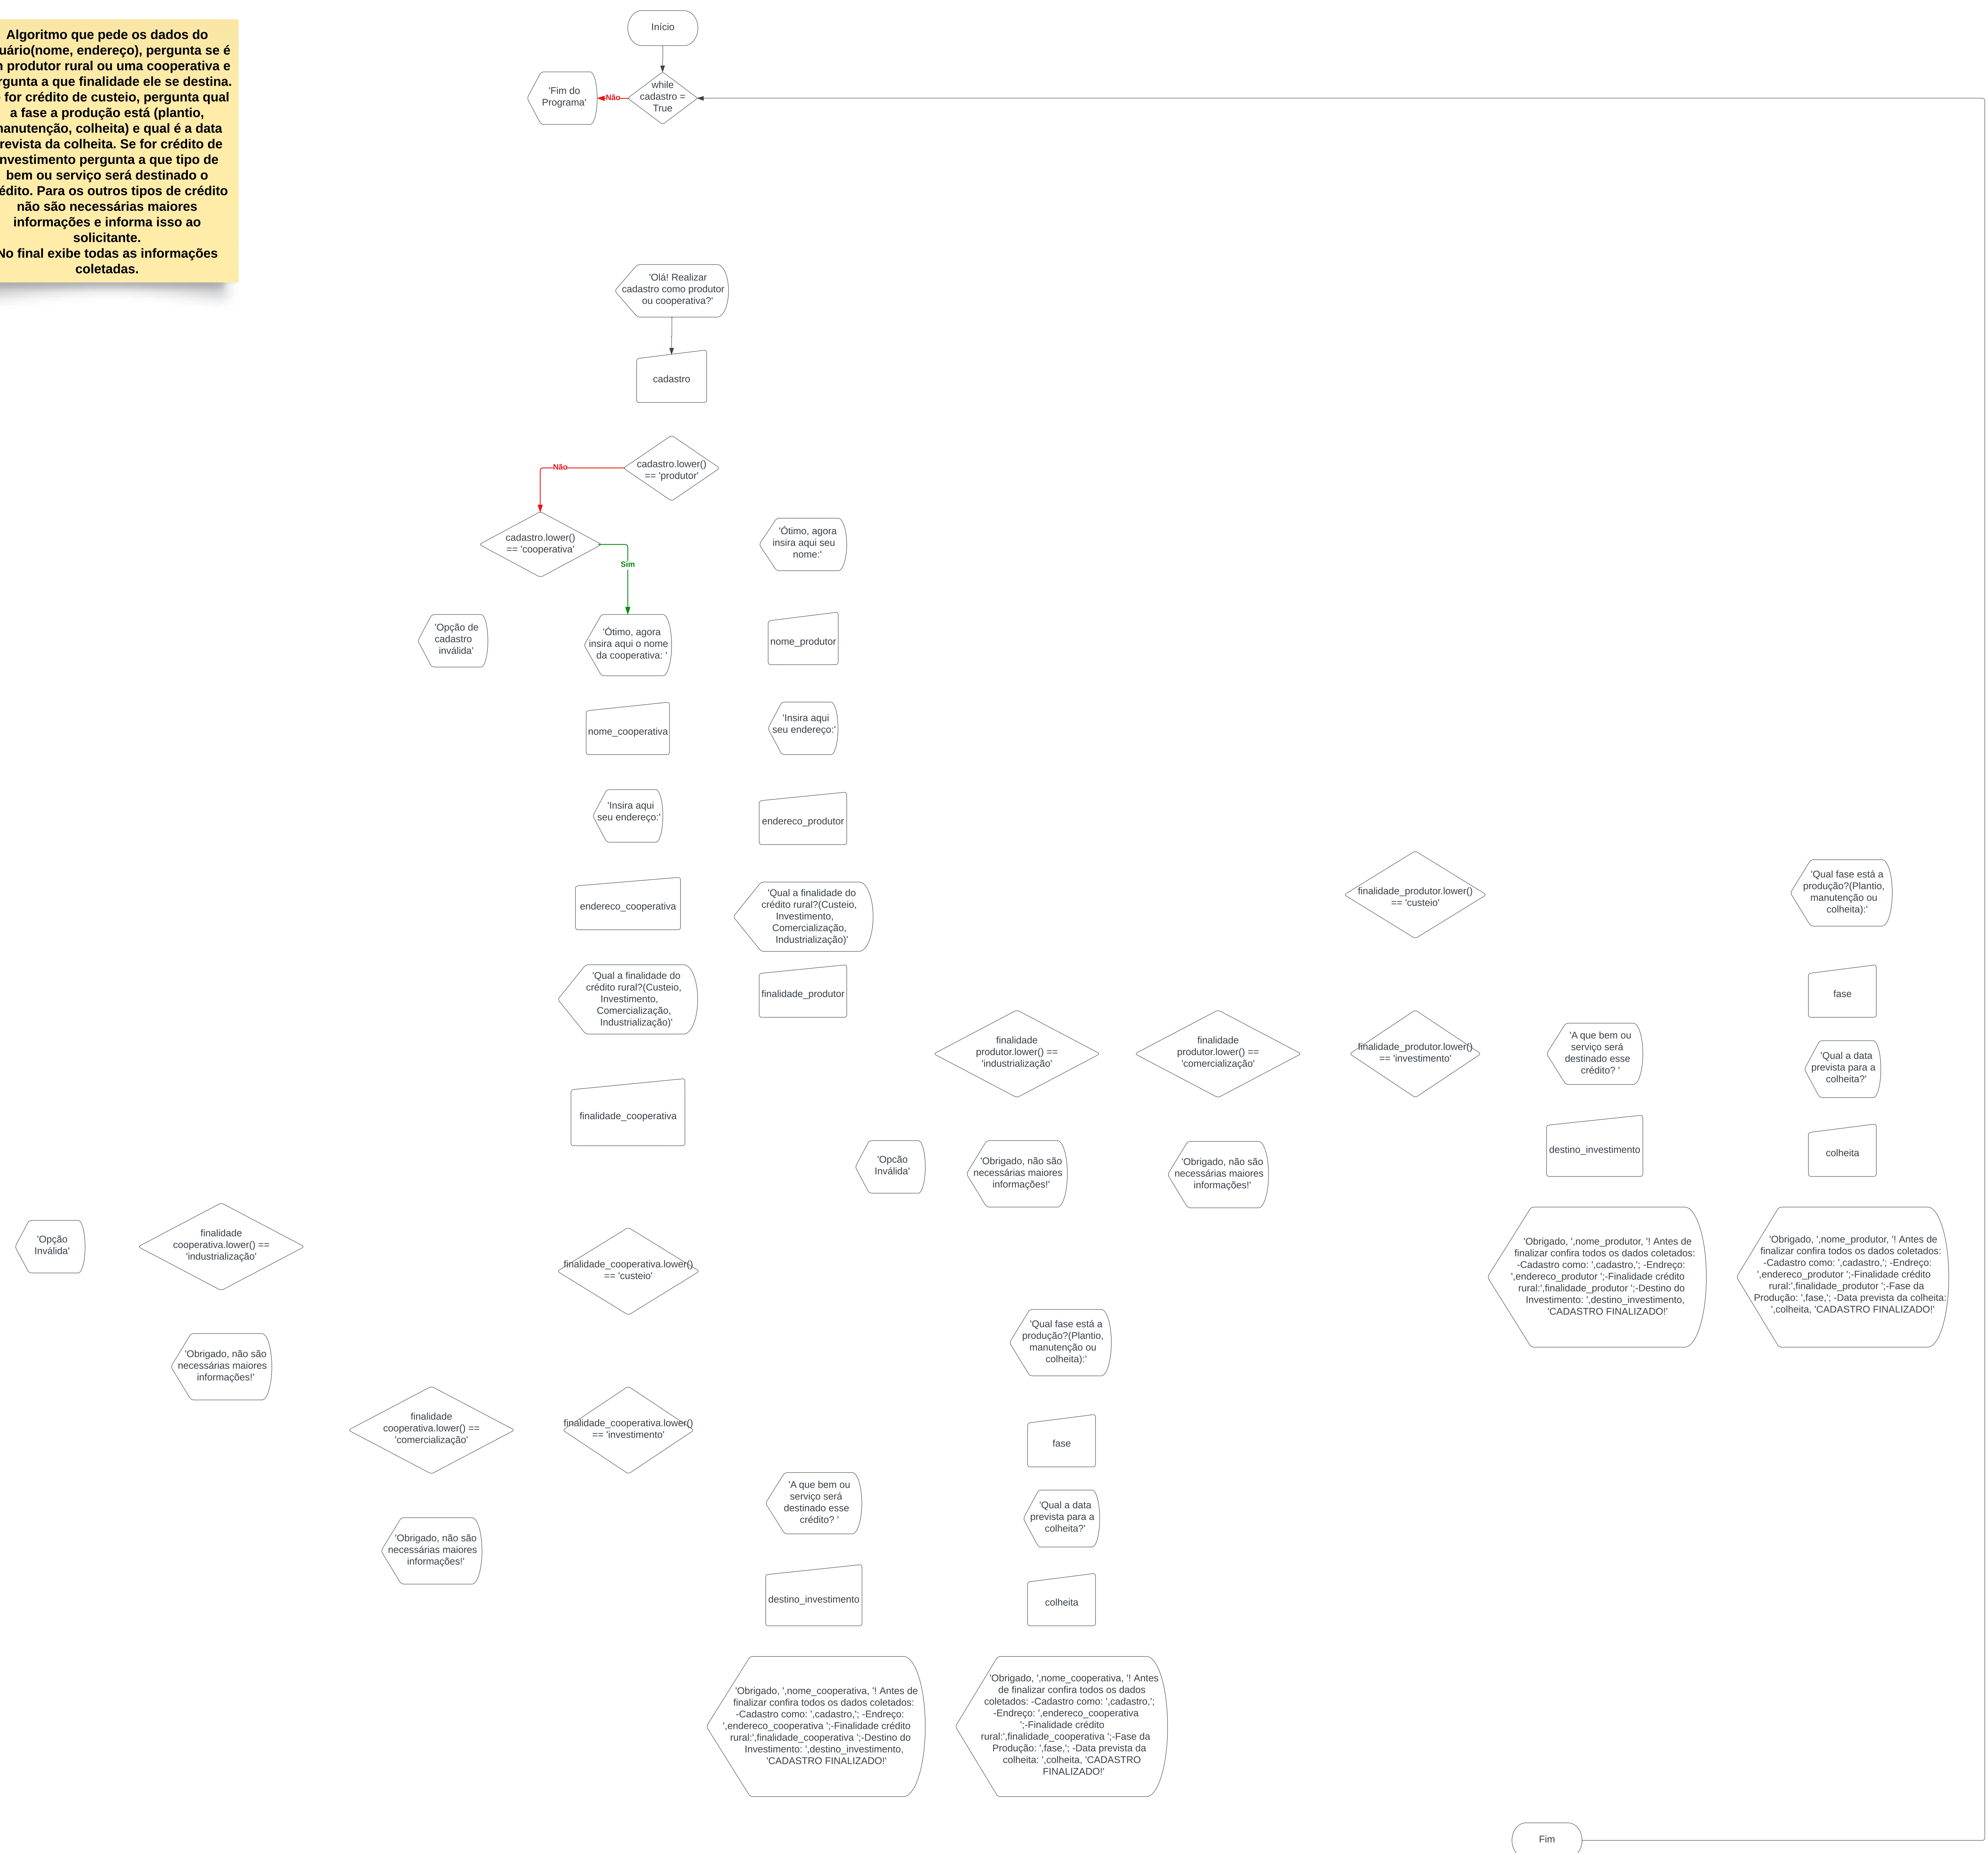 Algoritmo que pede os dados do
uário(nome, endereço), pergunta se é
produtor rural ou uma cooperativa e
rgunta a que finalidade ele se destina.
for crédito de custeio, pergunta qual
a fase a produção está (plantio,
anutenção, colheita) e qual é a data
revista da colheita. Se for crédito de
nvestimento pergunta a que tipo de
bem ou serviço será destinado o
édito. Para os outros tipos de crédito
não são necessárias maiores
informações e informa isso ao
solicitante.
No final exibe todas as informações
coletadas.
Início
while
cadastro =
True
Não
'Fim do
Programa'
'Olá! Realizar
cadastro como produtor
ou cooperativa?'
cadastro
cadastro.lower()
== 'produtor'
Não
cadastro.lower()
== 'cooperativa'
Sim
'Ótimo, agora
insira aqui seu
nome:'
'Opção de
cadastro
inválida'
'Ótimo, agora
insira aqui o nome
da cooperativa: '
nome_produtor
nome_cooperativa
'Insira aqui
seu endereço:'
'Insira aqui
seu endereço:'
endereco_produtor
endereco_cooperativa
'Qual a finalidade do
crédito rural?(Custeio,
Investimento,
Comercialização,
Industrialização)'
finalidade_produtor.lower()
== 'custeio'
'Qual fase está a
produção?(Plantio,
manutenção ou
colheita):'
'Qual a finalidade do
crédito rural?(Custeio,
Investimento,
Comercialização,
Industrialização)'
finalidade_produtor
fase
finalidade
produtor.lower() ==
'industrialização'
finalidade
produtor.lower() ==
'comercialização'
finalidade_produtor.lower()
== 'investimento'
'A que bem ou
serviço será
destinado esse
crédito? '
'Qual a data
prevista para a
colheita?'
finalidade_cooperativa
'Opcão
Inválida'
'Obrigado, não são
necessárias maiores
informações!'
'Obrigado, não são
necessárias maiores
informações!'
destino_investimento
colheita
'Opção
Inválida'
finalidade
cooperativa.lower() ==
'industrialização'
finalidade_cooperativa.lower()
== 'custeio'
'Obrigado, ',nome_produtor, '! Antes de
finalizar confira todos os dados coletados:
-Cadastro como: ',cadastro,'; -Endereço:
',endereco_produtor ';-Finalidade crédito
rural:',finalidade_produtor ';-Destino do
Investimento: ',destino_investimento,
'CADASTRO FINALIZADO!'
'Obrigado, ',nome_produtor, '! Antes de
finalizar confira todos os dados coletados:
-Cadastro como: ',cadastro,'; -Endereço:
',endereco_produtor ';-Finalidade crédito
rural:',finalidade_produtor ';-Fase da
Produção: ',fase,'; -Data prevista da colheita:
',colheita, 'CADASTRO FINALIZADO!'
'Obrigado, não são
necessárias maiores
informações!'
'Qual fase está a
produção?(Plantio,
manutenção ou
colheita):'
finalidade
cooperativa.lower() ==
'comercialização'
finalidade_cooperativa.lower()
== 'investimento'
fase
'A que bem ou
serviço será
destinado esse
crédito? '
'Qual a data
prevista para a
colheita?'
'Obrigado, não são
necessárias maiores
informações!'
destino_investimento
colheita
'Obrigado, ',nome_cooperativa, '! Antes de
finalizar confira todos os dados coletados:
-Cadastro como: ',cadastro,'; -Endereço:
',endereco_cooperativa ';-Finalidade crédito
rural:',finalidade_cooperativa ';-Destino do
Investimento: ',destino_investimento,
'CADASTRO FINALIZADO!'
'Obrigado, ',nome_cooperativa, '! Antes
de finalizar confira todos os dados
coletados: -Cadastro como: ',cadastro,';
-Endereço: ',endereco_cooperativa
';-Finalidade crédito
rural:',finalidade_cooperativa ';-Fase da
Produção: ',fase,'; -Data prevista da
colheita: ',colheita, 'CADASTRO
FINALIZADO!'
Fim